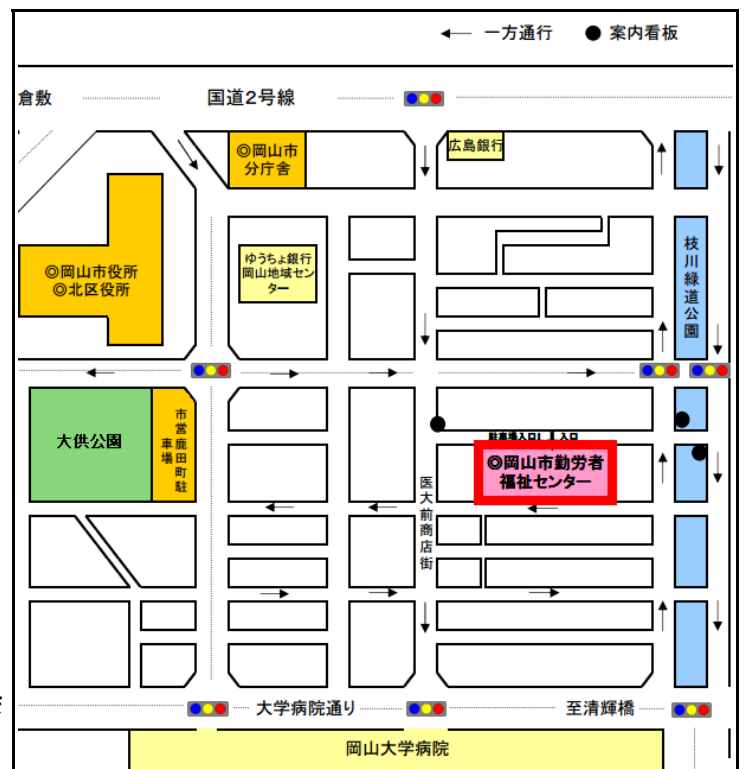 一方通行 案内看板
倉敷 国道2号線
◎岡山市
分庁舎
広島銀行
ゆうちょ銀行
岡山地域セン
ター
◎岡山市役所
◎北区役所
枝川緑道公園
大供公園
市営鹿田町駐
車場
駐車場入口 入口
◎岡山市勤労者
福祉センター
医大前商店街
大学病院通り 至清輝橋
岡山大学病院